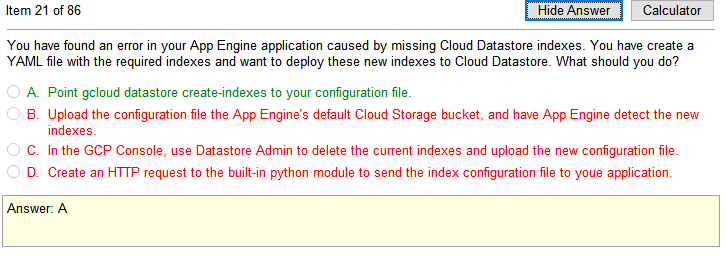 Item 21 of 86
Hide Answer
Calculator
You have found an error in your App Engine application caused by missing Cloud Datastore indexes. You have create a
YAML file with the required indexes and want to deploy these new indexes to Cloud Datastore. What should you do?
A. Point gcloud datastore create-indexes to your configuration file.
B. Upload the configuration file the App Engine's default Cloud Storage bucket, and have App Engine detect the new
indexes.
C. In the GCP Console, use Datastore Admin to delete the current indexes and upload the new configuration file.
D. Create an HTTP request to the built-in python module to send the index configuration file to youe application.
Answer: A